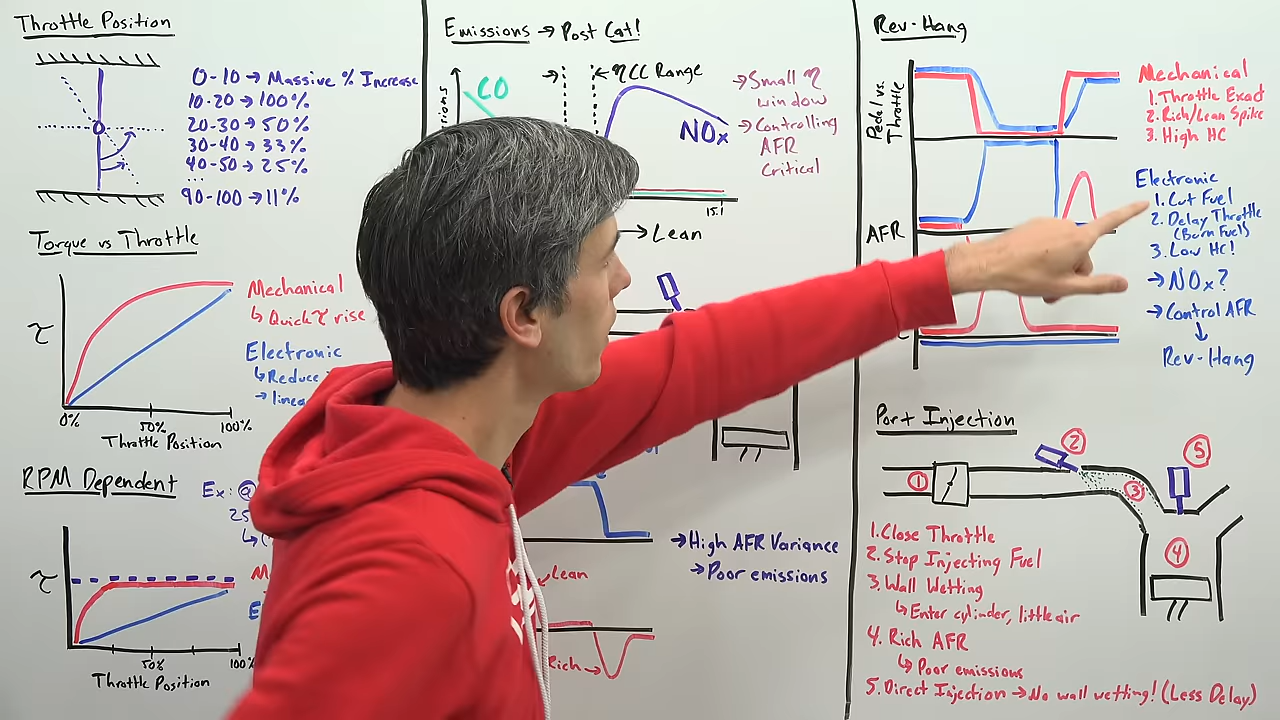 Throttle Position
0-10 → Massive % Increase
10-20 → 100%
20-30 → 50%
30-40 → 33%
40-50 → 25%
...
90-100 → 11%
Torque vs Throttle
τ
0%
50%
100%
Throttle Position
Mechanical
↳ Quick τ rise
Electronic
↳ Reduce
→ linea
RPM Dependent
Ex: @
25
τ
50%
100%
Throttle Position
M
E
Emissions → Post Cat!
CO
→ ← ηCC Range
NOx
15:1
→ Lean
→ Small η
window
→ Controlling
AFR
Critical
→ High AFR Variance
→ Poor emissions
Lean
Rich
Rev-Hang
Pedal vs.
Throttle
AFR
Mechanical
1. Throttle Exact
2. Rich/Lean Spike
3. High HC
Electronic
1. Cut Fuel
2. Delay Throttle
(Burn Fuel)
3. Low HC!
→ NOx?
→ Control AFR
↓
Rev-Hang
Port Injection
1
2
3
4
5
1. Close Throttle
2. Stop Injecting Fuel
3. Wall Wetting
↳ Enter cylinder, little air
4. Rich AFR
↳ Poor emissions
5. Direct Injection → No wall wetting! (Less Delay)